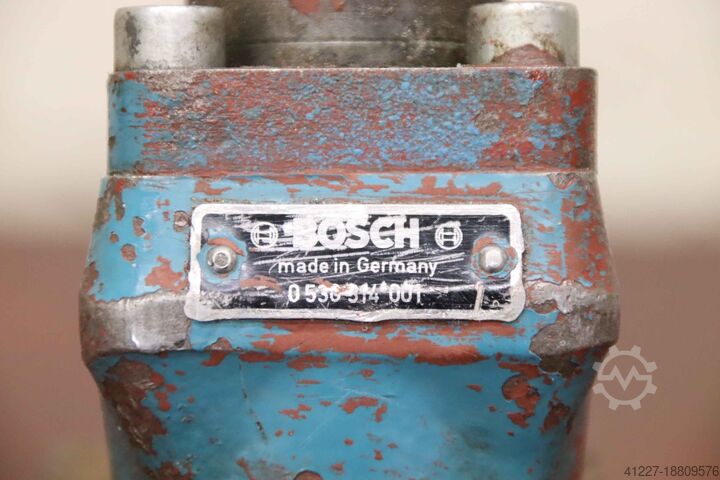 BOSCH
made in Germany
0 536 314 001
41227-18809576